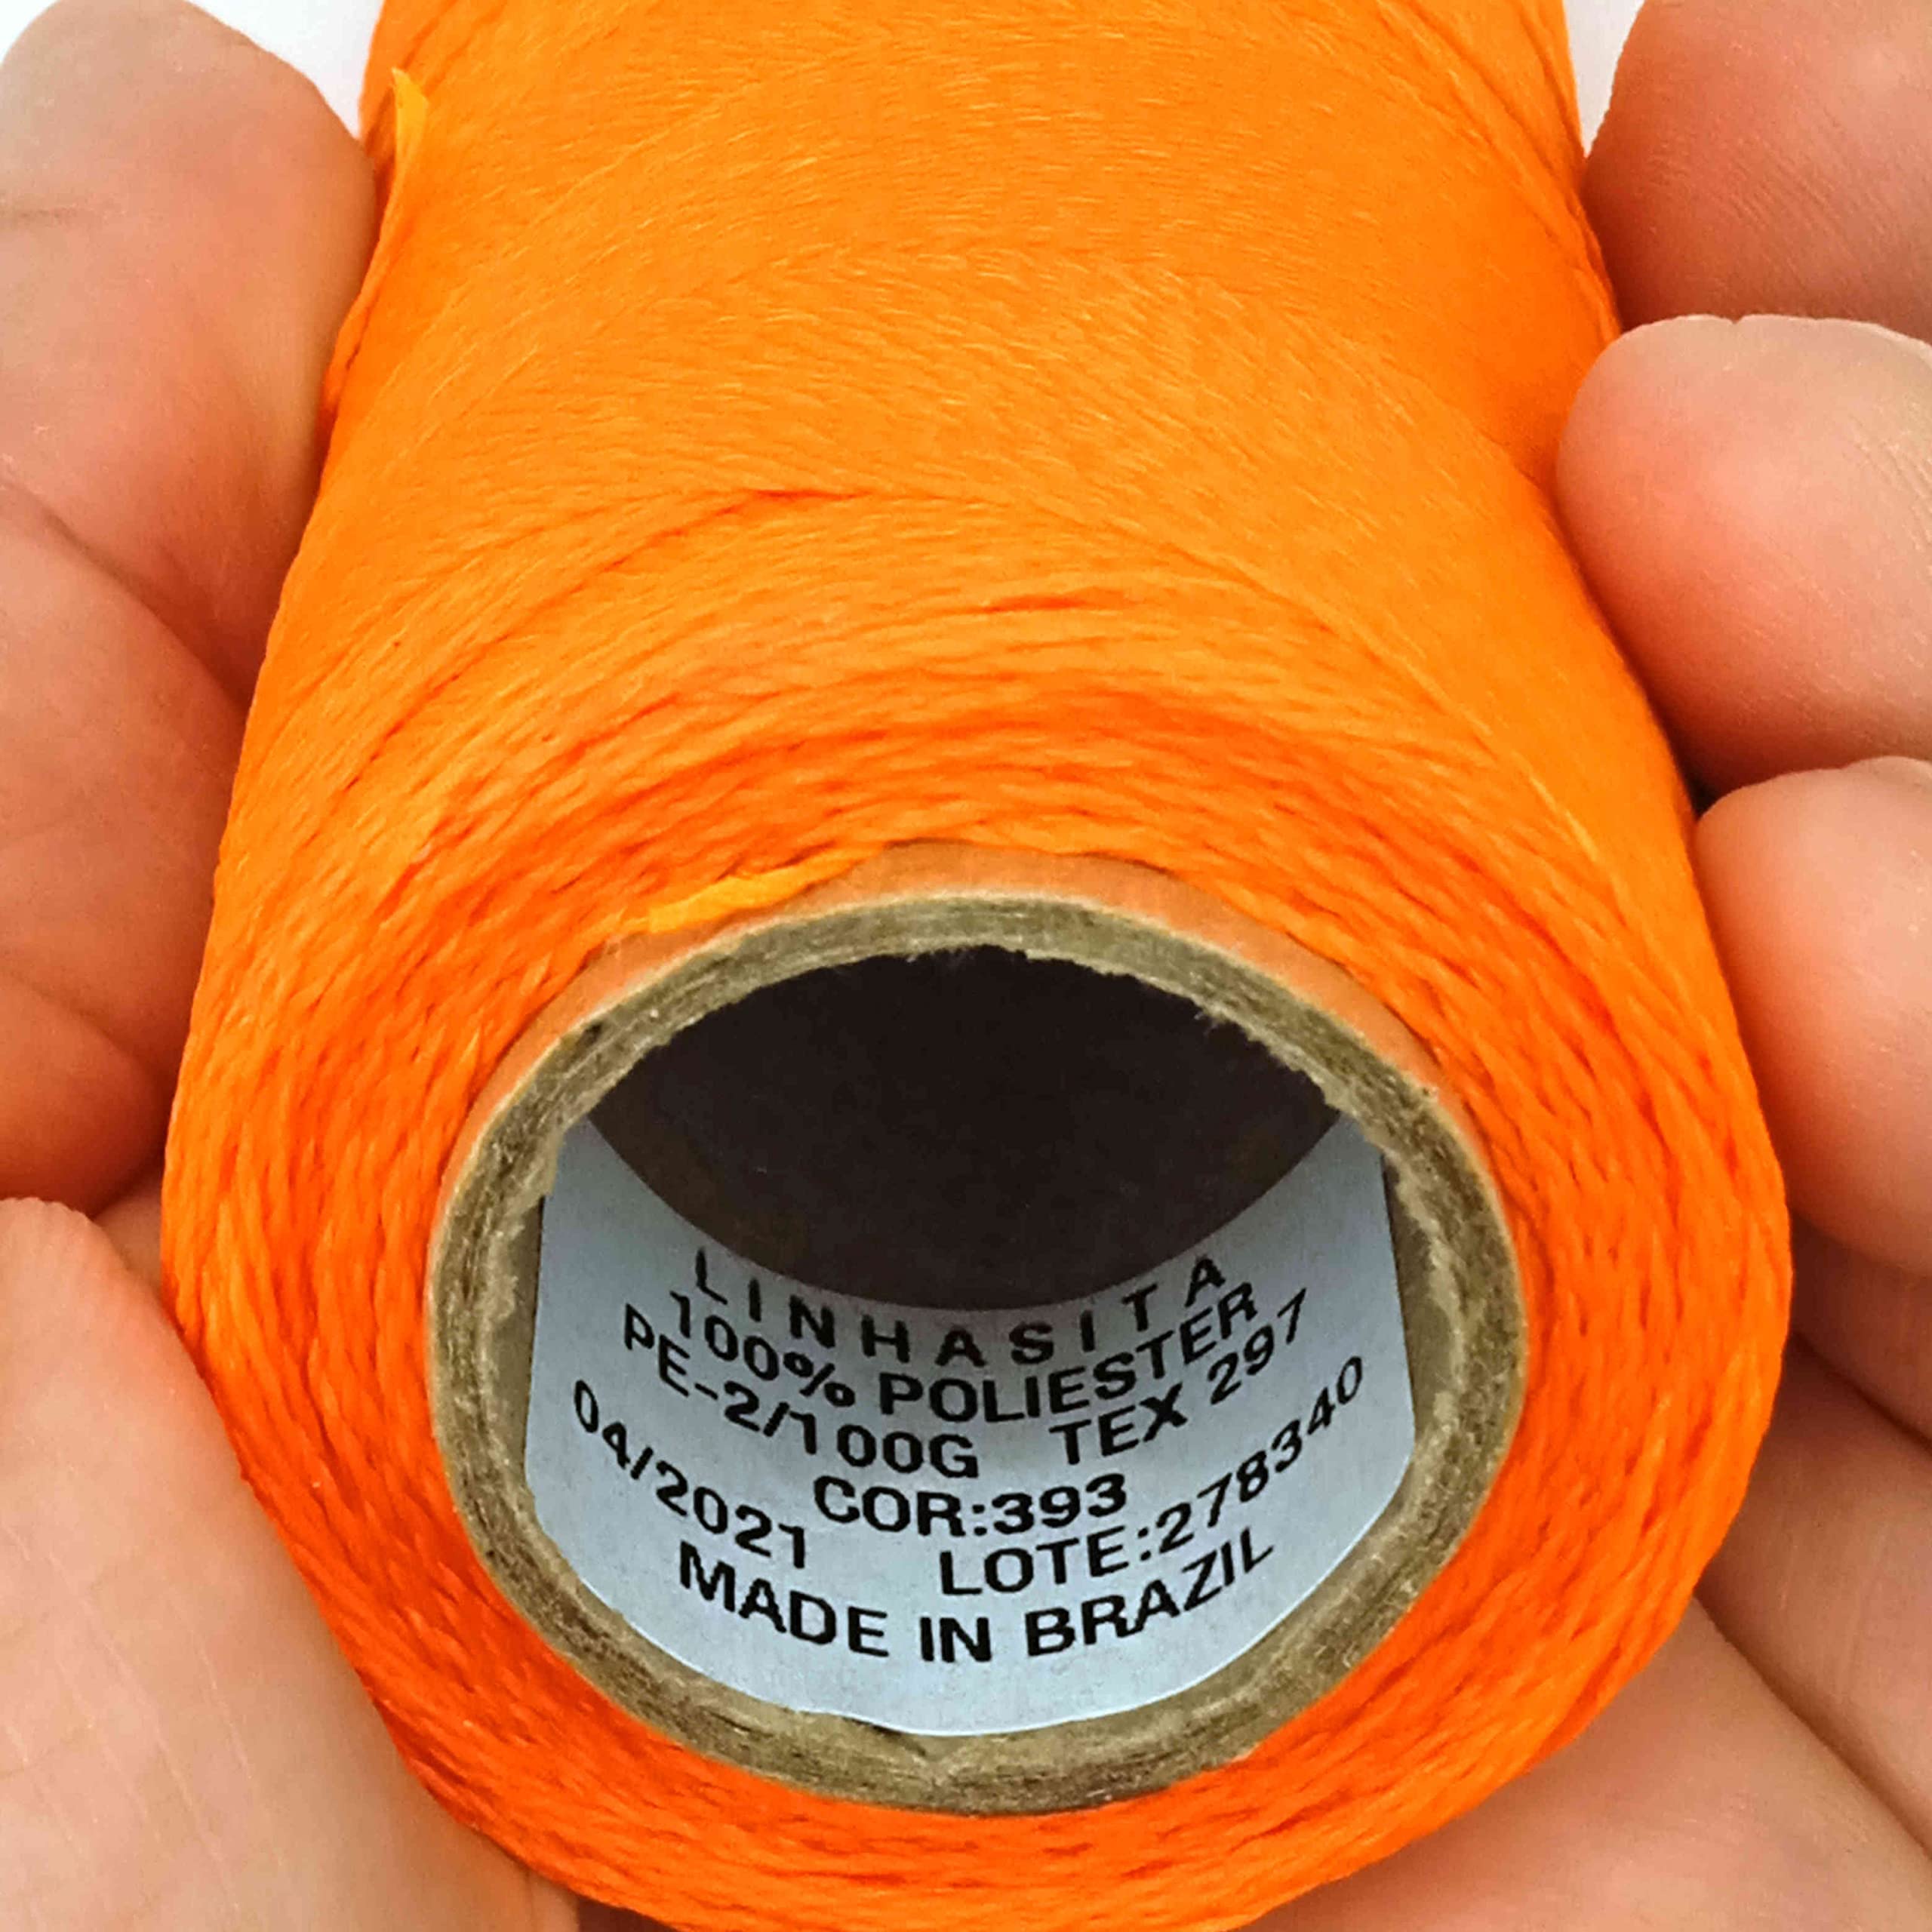 LINHASITA
100% POLIESTER
PE-2/100G TEX 297
COR:393
04/2021 LOTE:278340
MADE IN BRAZIL